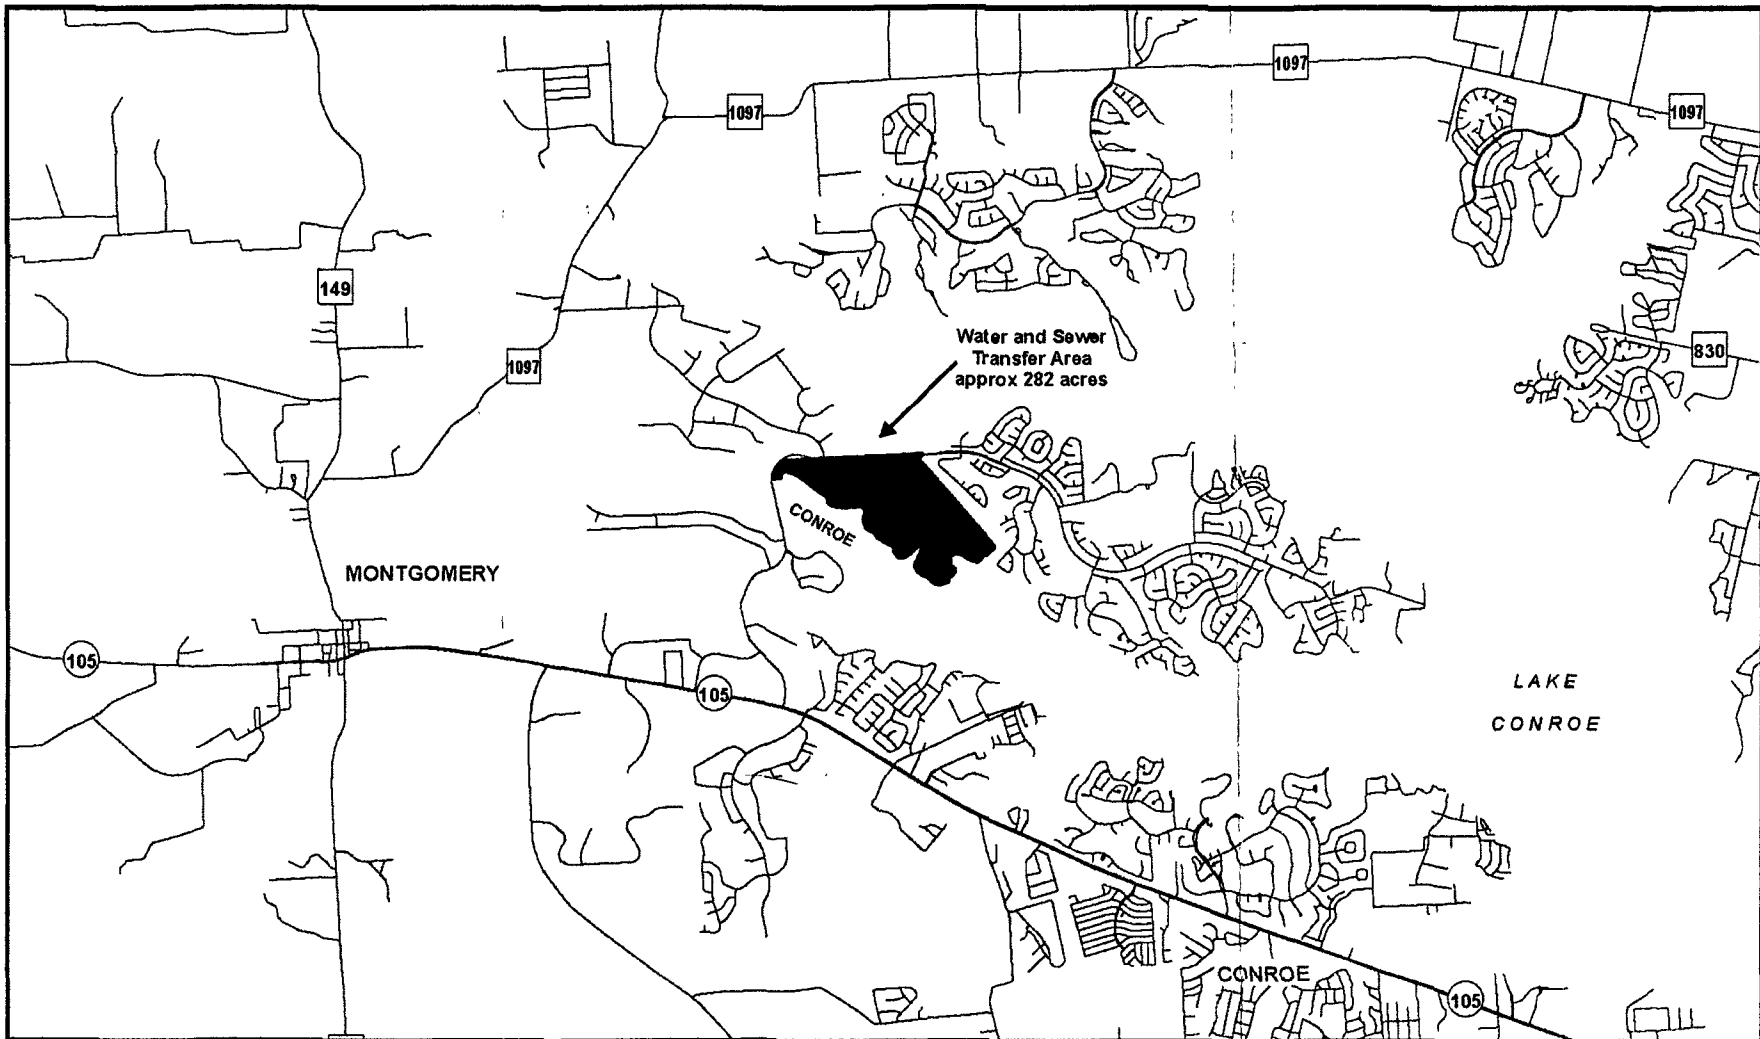 1097
1097
1097
149
Water and Sewer
Transfer Area
approx 282 acres
830
1097
CONROE
MONTGOMERY
105
105
LAKE
CONROE
CONROE
105